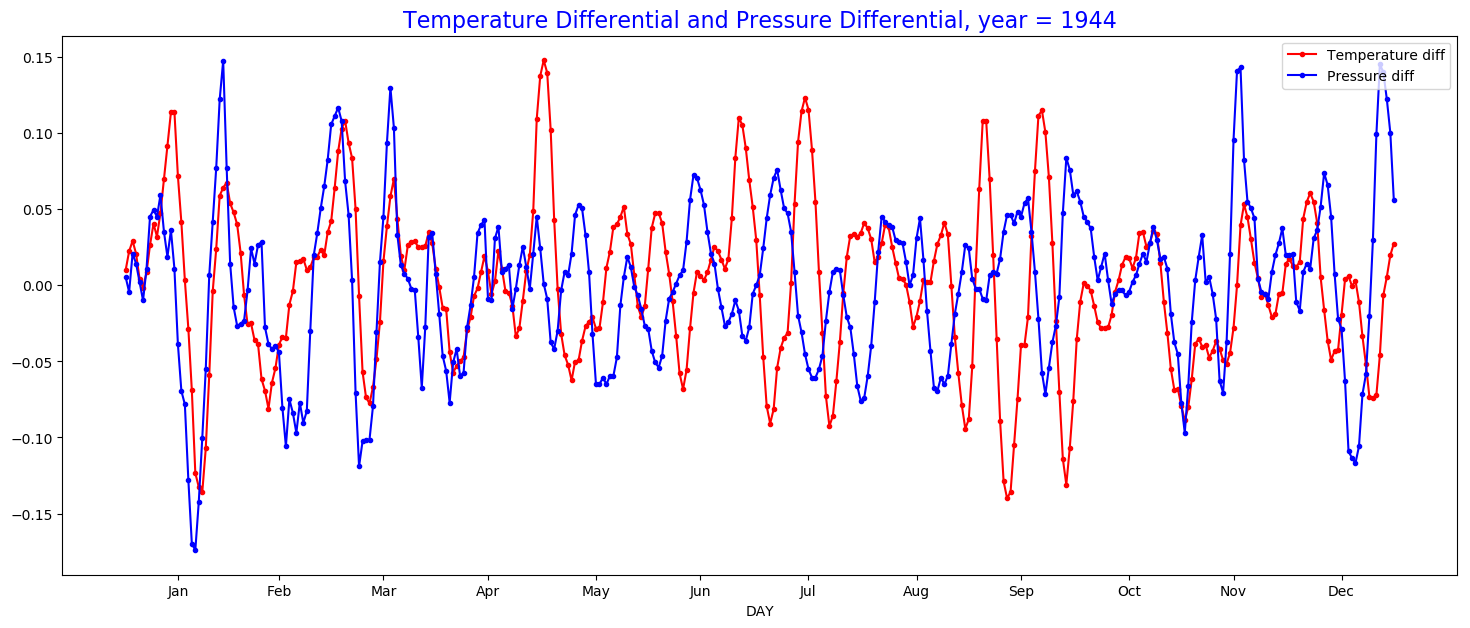 Temperature Differential and Pressure Differential, year = 1944
Temperature diff
Pressure diff
0.15
0.10
0.05
0.00
−0.05
−0.10
−0.15
Jan Feb Mar Apr May Jun Jul Aug Sep Oct Nov Dec
DAY